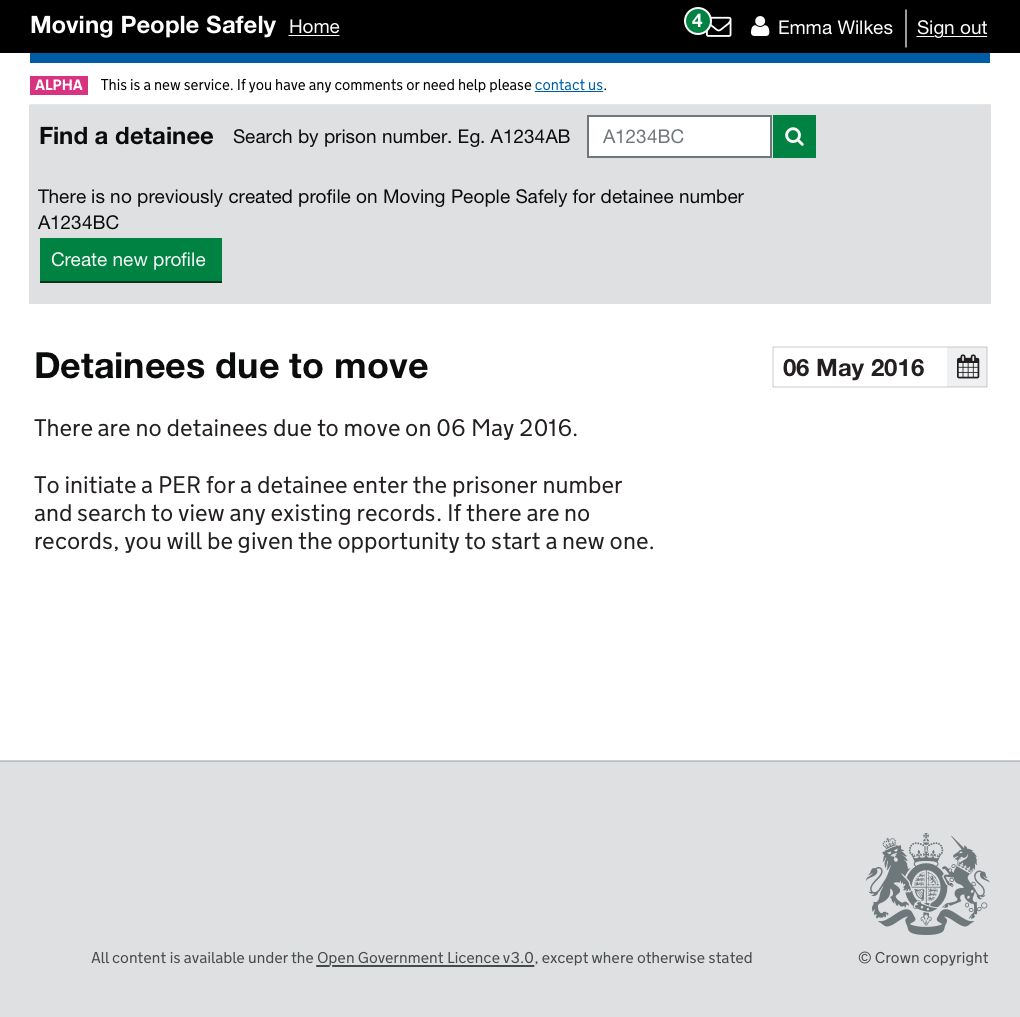 Moving People Safely Home 4 Emma Wilkes Sign out
ALPHA This is a new service. If you have any comments or need help please contact us.
Find a detainee Search by prison number. Eg. A1234AB A1234BC
There is no previously created profile on Moving People Safely for detainee number
A1234BC
Create new profile
Detainees due to move 06 May 2016
There are no detainees due to move on 06 May 2016.
To initiate a PER for a detainee enter the prisoner number
and search to view any existing records. If there are no
records, you will be given the opportunity to start a new one.
All content is available under the Open Government Licence v3.0, except where otherwise stated © Crown copyright